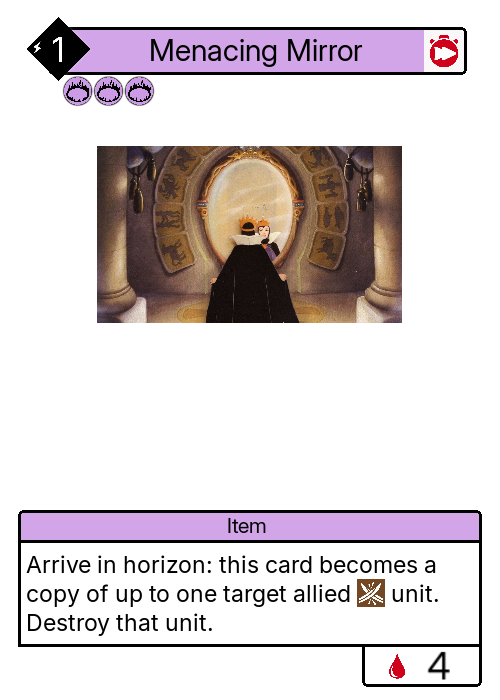 1
Menacing Mirror
Item
Arrive in horizon: this card becomes a
copy of up to one target allied unit.
Destroy that unit.
4